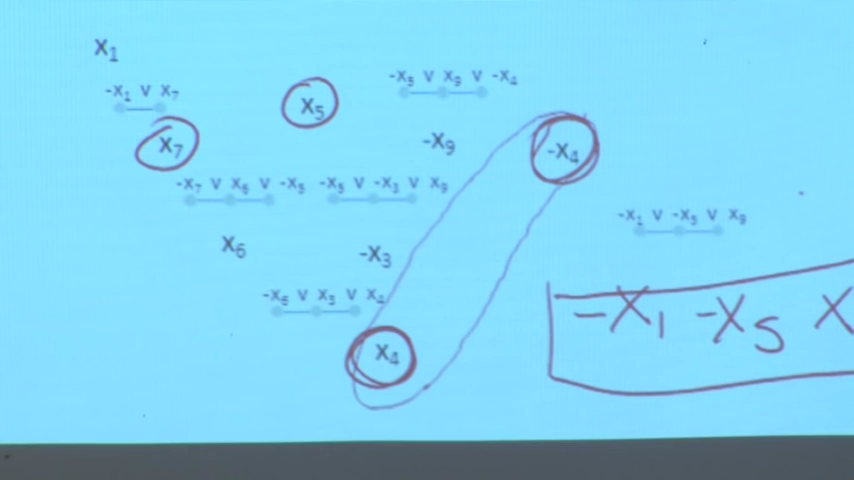 X₁
-X₁ V X₇
X₅
-X₅ V X₉ V -X₄
X₇
-X₉
-X₄
-X₇ V X₆ V -X₅
-X₅ V -X₃ V X₉
-X₁ V -X₅ V X₉
X₆
-X₃
-X₆ V X₃ V X₄
-X₁ -X₅ X
X₄